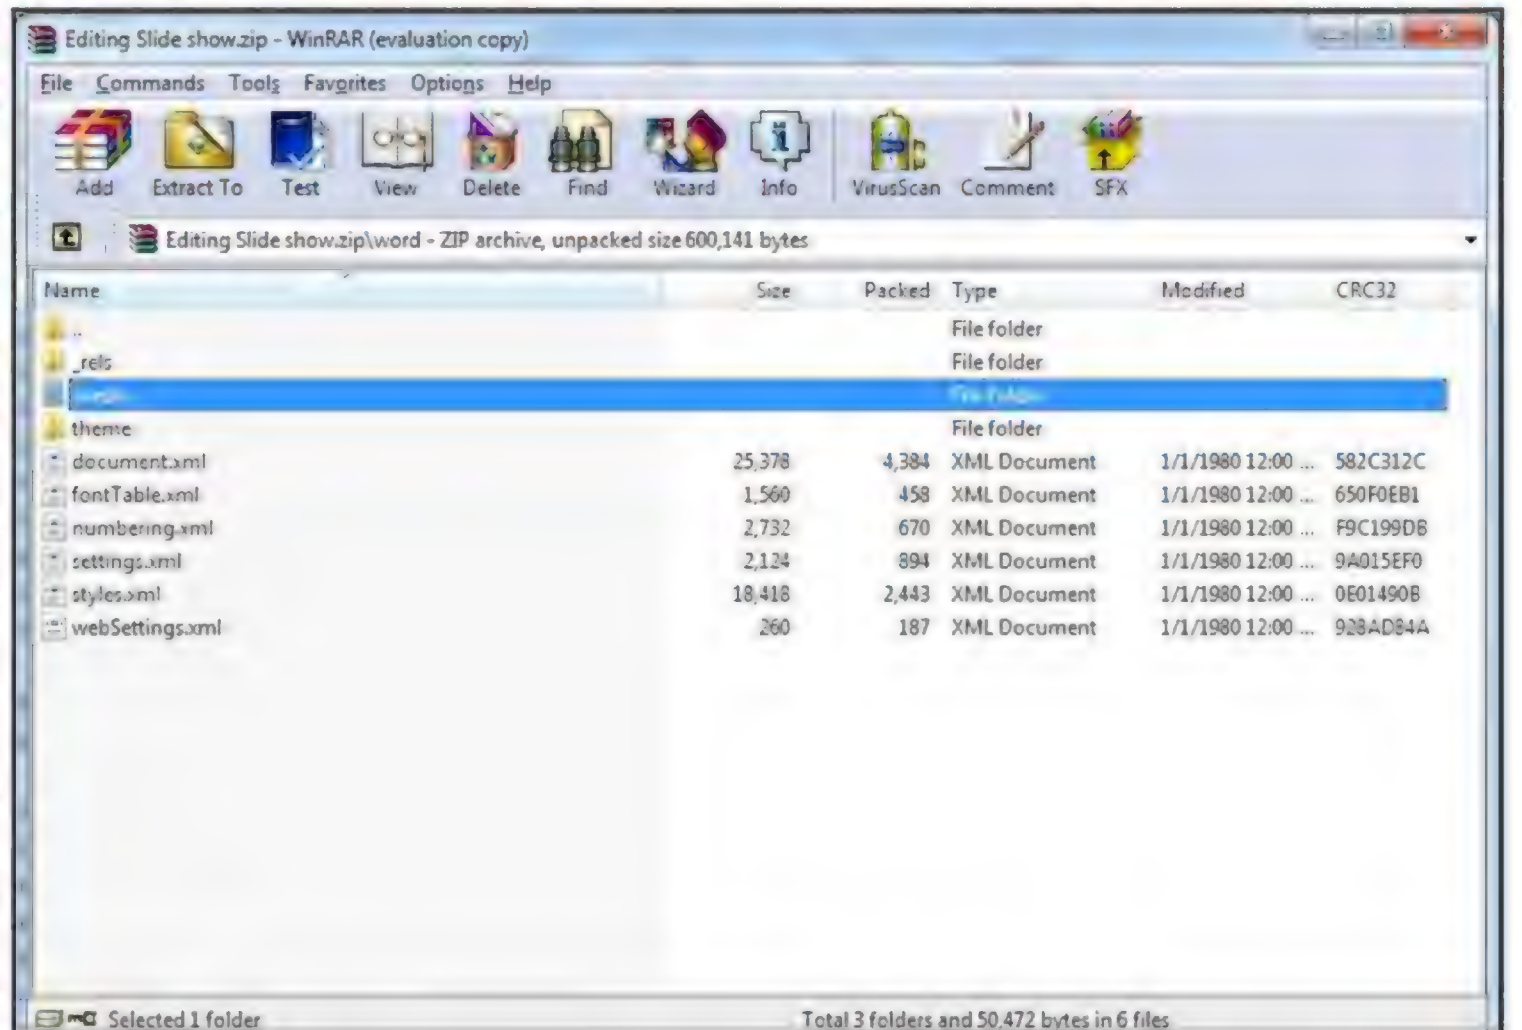 Editing Slide show.zip - WinRAR (evaluation copy)
File Commands Tools Favorites Options Help
Add Extract To Test View Delete Find Wizard Info VirusScan Comment SFX
Editing Slide show.zip\word - ZIP archive, unpacked size 600,141 bytes
Name Size Packed Type Modified CRC32
.. File folder
_rels File folder
File folder
theme File folder
document.xml 25,378 4,384 XML Document 1/1/1980 12:00 ... 582C312C
fontTable.xml 1,560 458 XML Document 1/1/1980 12:00 ... 650F0EB1
numbering.xml 2,732 670 XML Document 1/1/1980 12:00 ... F9C199DB
settings.xml 2,124 894 XML Document 1/1/1980 12:00 ... 9A015EF0
styles.xml 18,418 2,443 XML Document 1/1/1980 12:00 ... 0E01490B
webSettings.xml 260 187 XML Document 1/1/1980 12:00 ...
Selected 1 folder Total 3 folders and 50,472 bytes in 6 files